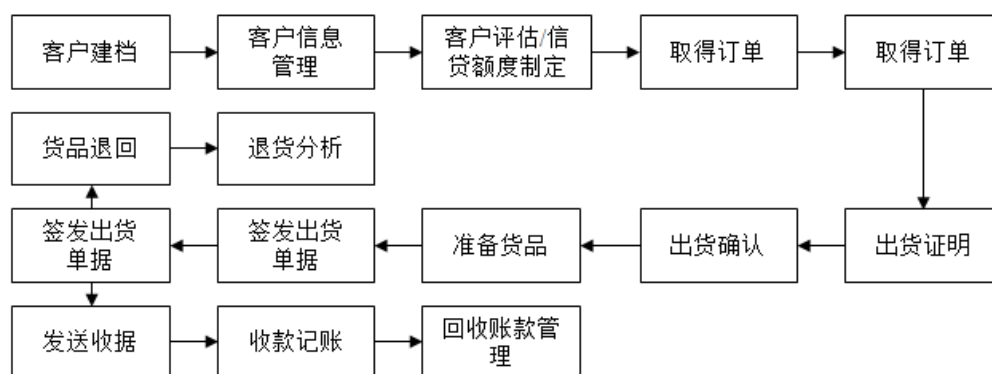 客户建档
客户信息
管理
客户评估/信
贷额度制定
取得订单
取得订单
货品退回
退货分析
签发出货
单据
签发出货
单据
准备货品
出货确认
出货证明
发送收据
收款记账
回收账款管
理